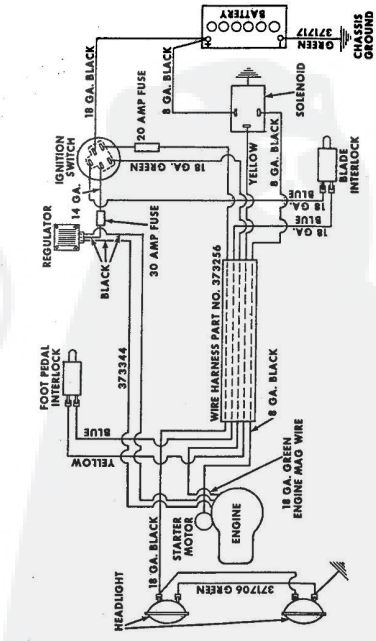 BATTERY
371717
GREEN
CHASSIS
GROUND
18 GA. BLACK
8 GA. BLACK
SOLENOID
20 AMP FUSE
IGNITION
SWITCH
18 GA. GREEN
YELLOW
8 GA. BLACK
BLADE
INTERLOCK
14 GA.
BLUE
18 GA.
BLUE
18 GA.
REGULATOR
30 AMP FUSE
BLACK
WIRE HARNESS PART NO. 373256
373344
FOOT PEDAL
INTERLOCK
BLUE
YELLOW
8 GA. BLACK
18 GA. GREEN
ENGINE MAG WIRE
ENGINE
STARTER
MOTOR
18 GA. BLACK
371706 GREEN
HEADLIGHT